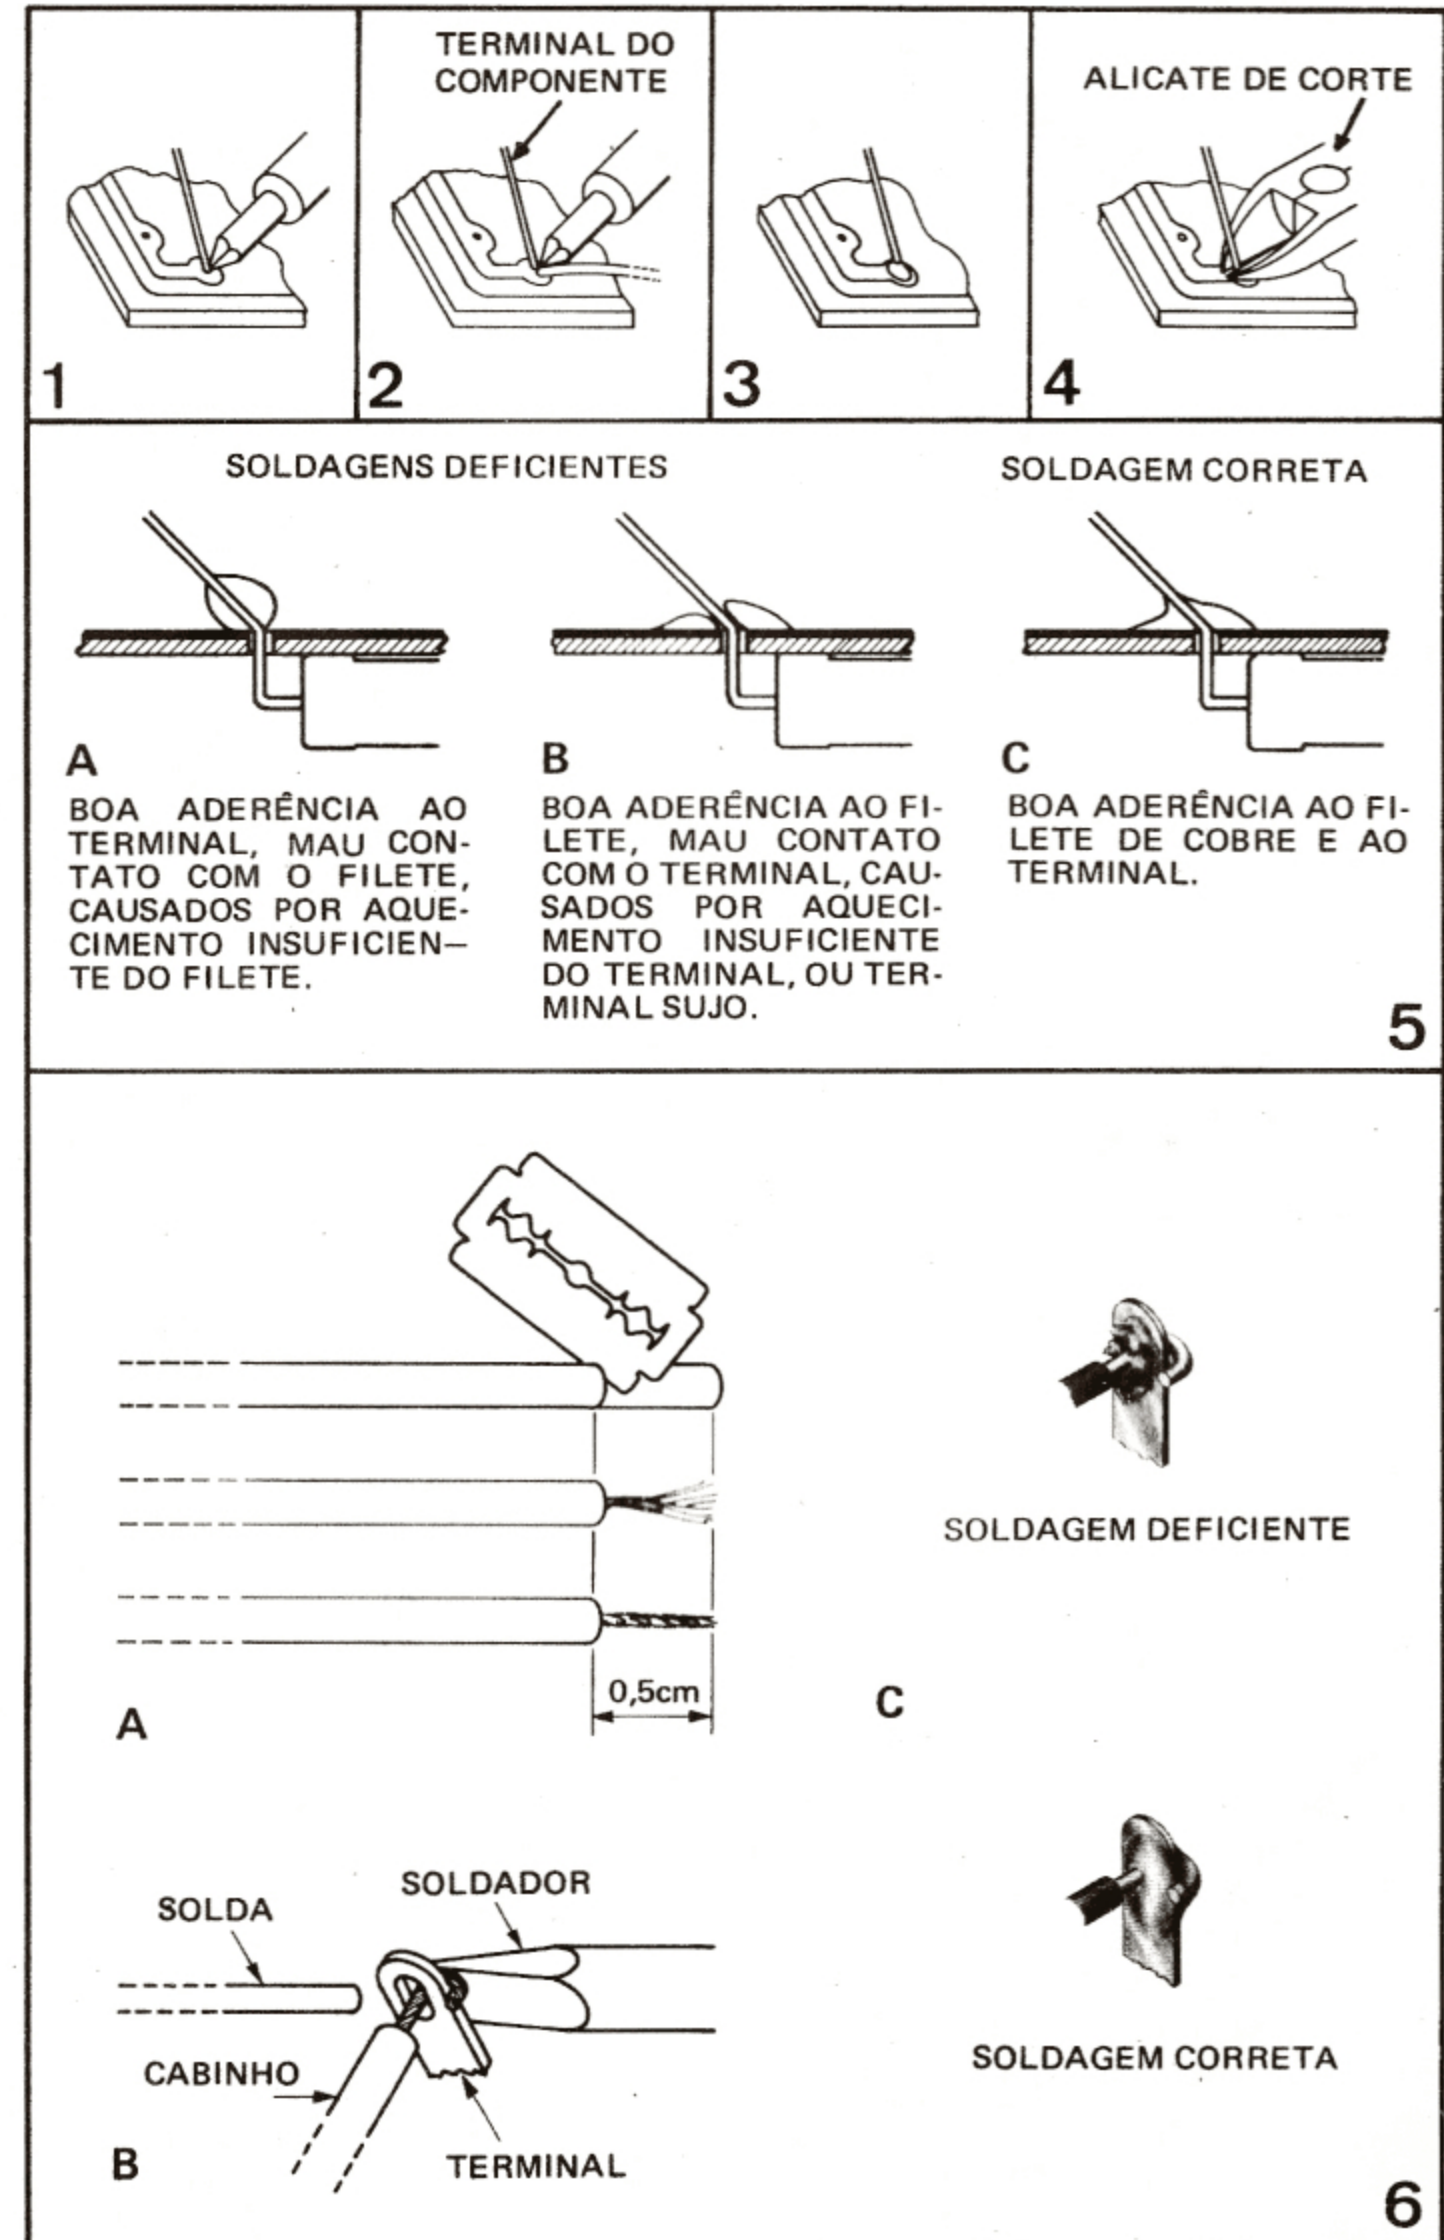 TERMINAL DO
COMPONENTE
ALICATE DE CORTE
1
2
3
4
SOLDAGENS DEFICIENTES
SOLDAGEM CORRETA
A
BOA ADERÊNCIA AO
TERMINAL, MAU CON-
TATO COM O FILETE,
CAUSADOS POR AQUE-
CIMENTO INSUFICIEN-
TE DO FILETE.
B
BOA ADERÊNCIA AO FI-
LETE, MAU CONTATO
COM O TERMINAL, CAU-
SADOS POR AQUECI-
MENTO INSUFICIENTE
DO TERMINAL, OU TER-
MINAL SUJO.
C
BOA ADERÊNCIA AO FI-
LETE DE COBRE E AO
TERMINAL.
5
0,5cm
A
SOLDAGEM DEFICIENTE
C
SOLDADOR
SOLDA
CABINHO
TERMINAL
B
SOLDAGEM CORRETA
6